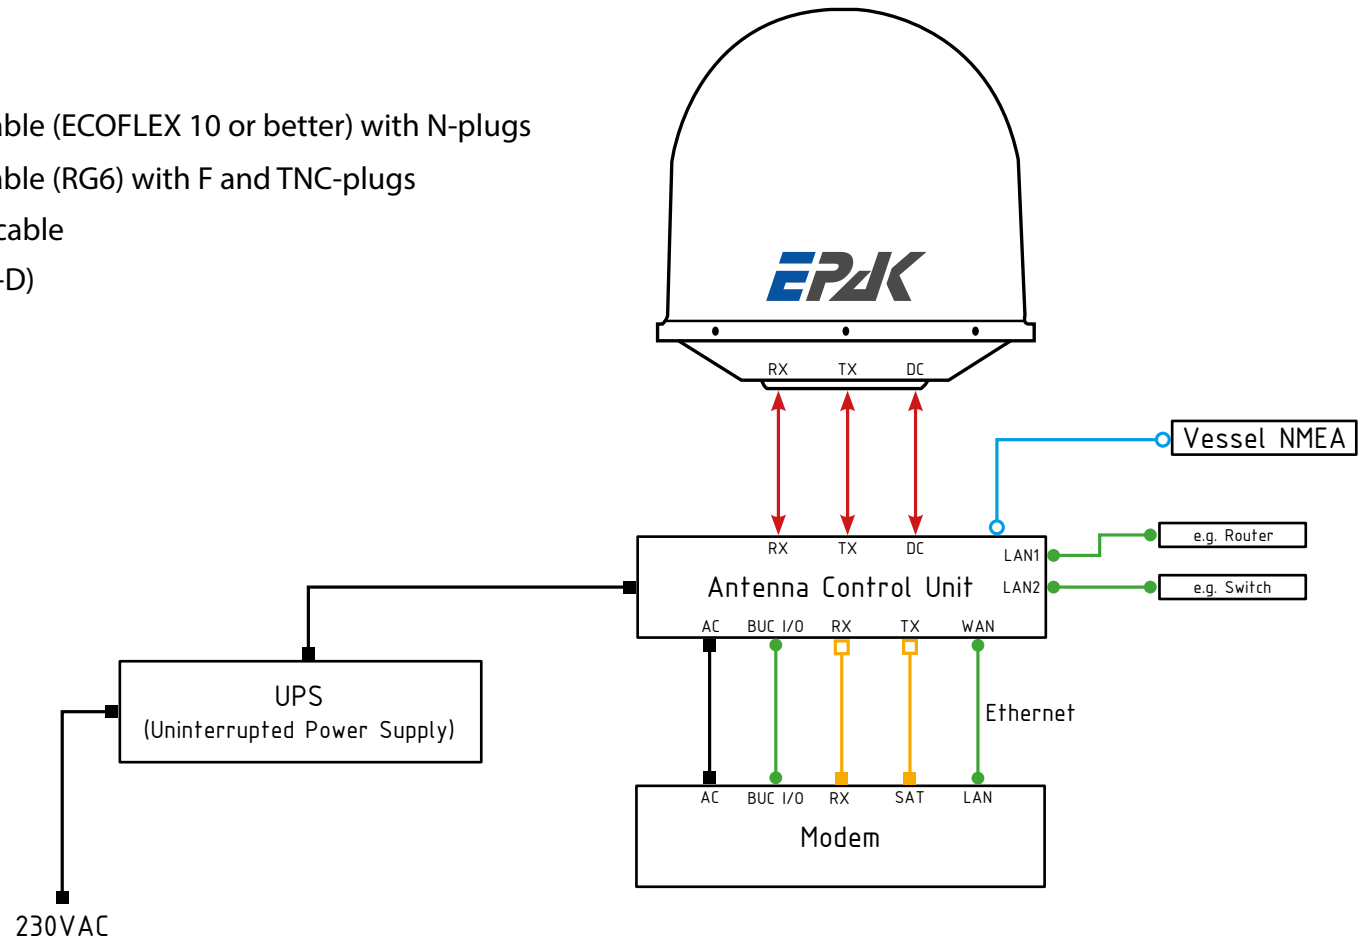 able (ECOFLEX 10 or better) with N-plugs
able (RG6) with F and TNC-plugs
cable
-D)
EPAK
RX TX DC
Vessel NMEA
RX TX DC
LAN1
e.g. Router
Antenna Control Unit
LAN2
e.g. Switch
AC BUC I/O RX TX WAN
UPS
(Uninterrupted Power Supply)
Ethernet
AC BUC I/O RX SAT LAN
Modem
230VAC